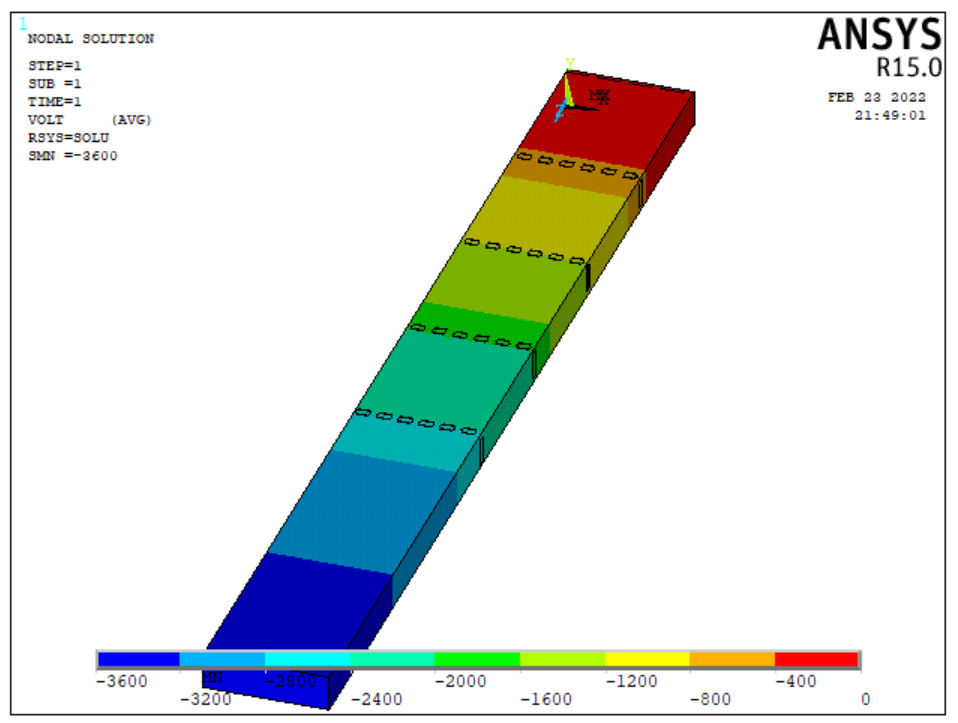 1
NODAL SOLUTION
STEP=1
SUB =1
TIME=1
VOLT (AVG)
RSYS=SOLU
SMN =-3600
ANSYS
R15.0
FEB 23 2022
21:49:01
Y
Z
MN
-3600
-3200
-2800
-2400
-2000
-1600
-1200
-800
-400
0